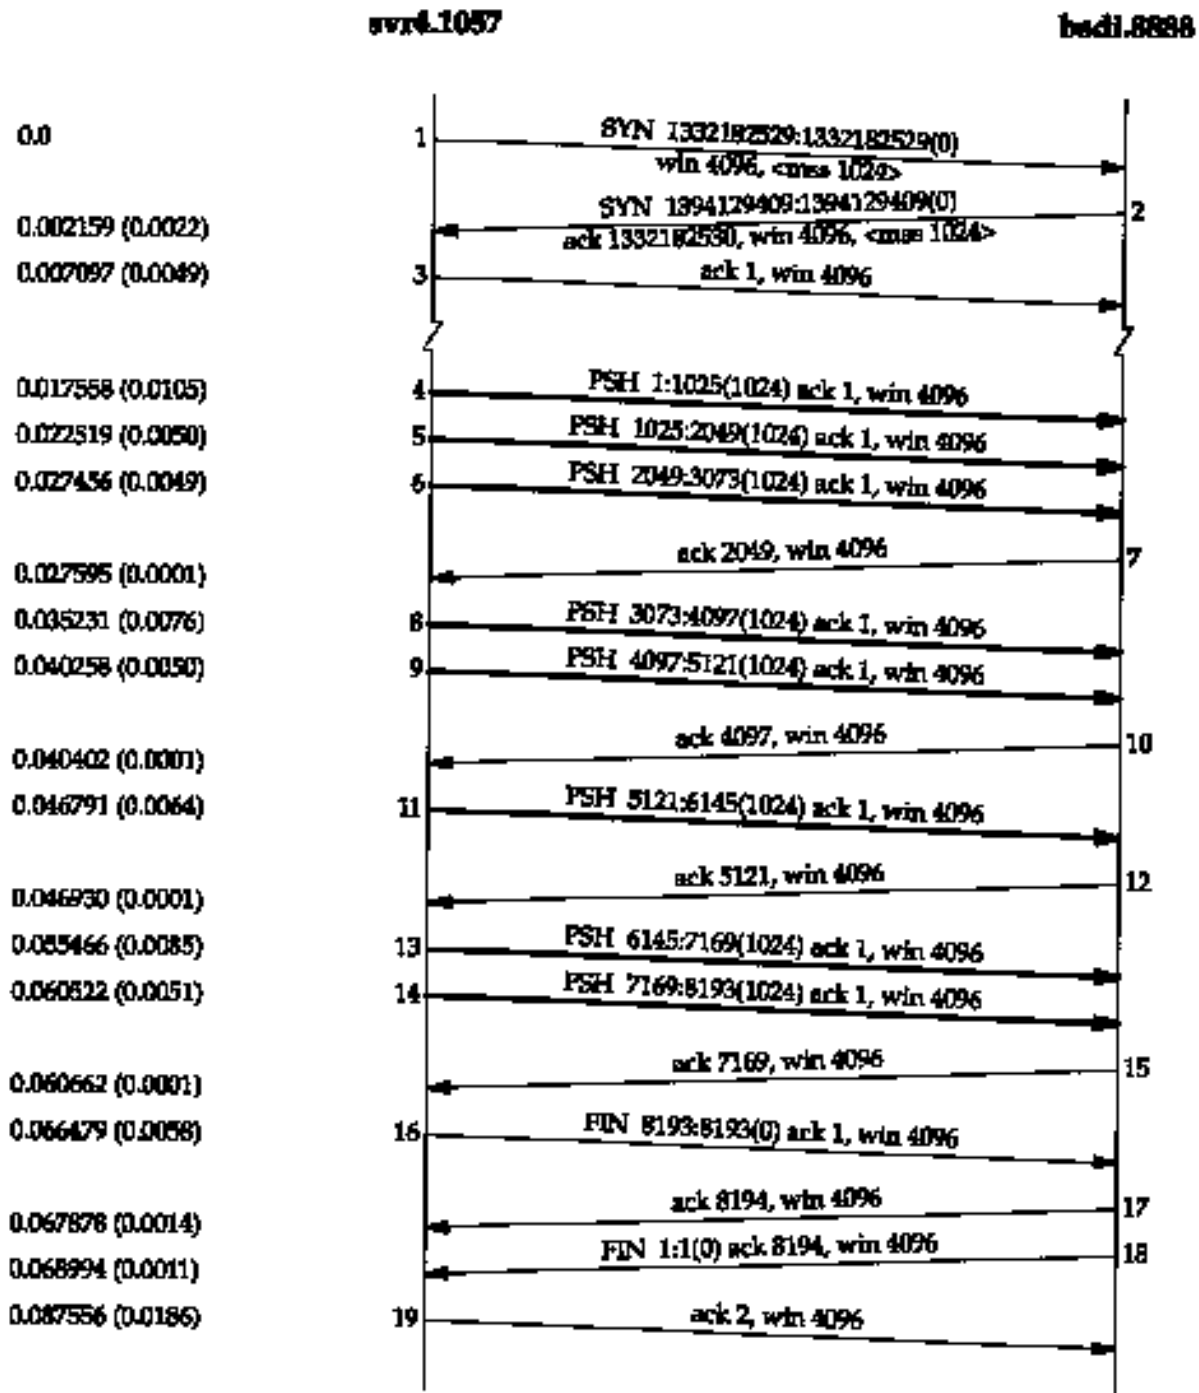 svr4.1057 bsdi.8888
0.0 1 SYN 1332182529:1332182529(0)
win 4096, <mss 1024>
SYN 1394129409:1394129409(0) 2
0.002159 (0.0022) ack 1332182530, win 4096, <mss 1024>
0.007097 (0.0049) 3 ack 1, win 4096
0.017558 (0.0105) 4 PSH 1:1025(1024) ack 1, win 4096
0.022519 (0.0050) 5 PSH 1025:2049(1024) ack 1, win 4096
0.027456 (0.0049) 6 PSH 2049:3073(1024) ack 1, win 4096
ack 2049, win 4096 7
0.027595 (0.0001)
0.035231 (0.0076) 8 PSH 3073:4097(1024) ack 1, win 4096
0.040258 (0.0050) 9 PSH 4097:5121(1024) ack 1, win 4096
ack 4097, win 4096 10
0.040402 (0.0001)
0.046791 (0.0064) 11 PSH 5121:6145(1024) ack 1, win 4096
ack 5121, win 4096 12
0.046930 (0.0001)
0.055466 (0.0085) 13 PSH 6145:7169(1024) ack 1, win 4096
0.060522 (0.0051) 14 PSH 7169:8193(1024) ack 1, win 4096
ack 7169, win 4096 15
0.060662 (0.0001)
0.066479 (0.0058) 16 FIN 8193:8193(0) ack 1, win 4096
ack 8194, win 4096 17
0.067878 (0.0014)
FIN 1:1(0) ack 8194, win 4096 18
0.068994 (0.0011)
0.087556 (0.0186) 19 ack 2, win 4096